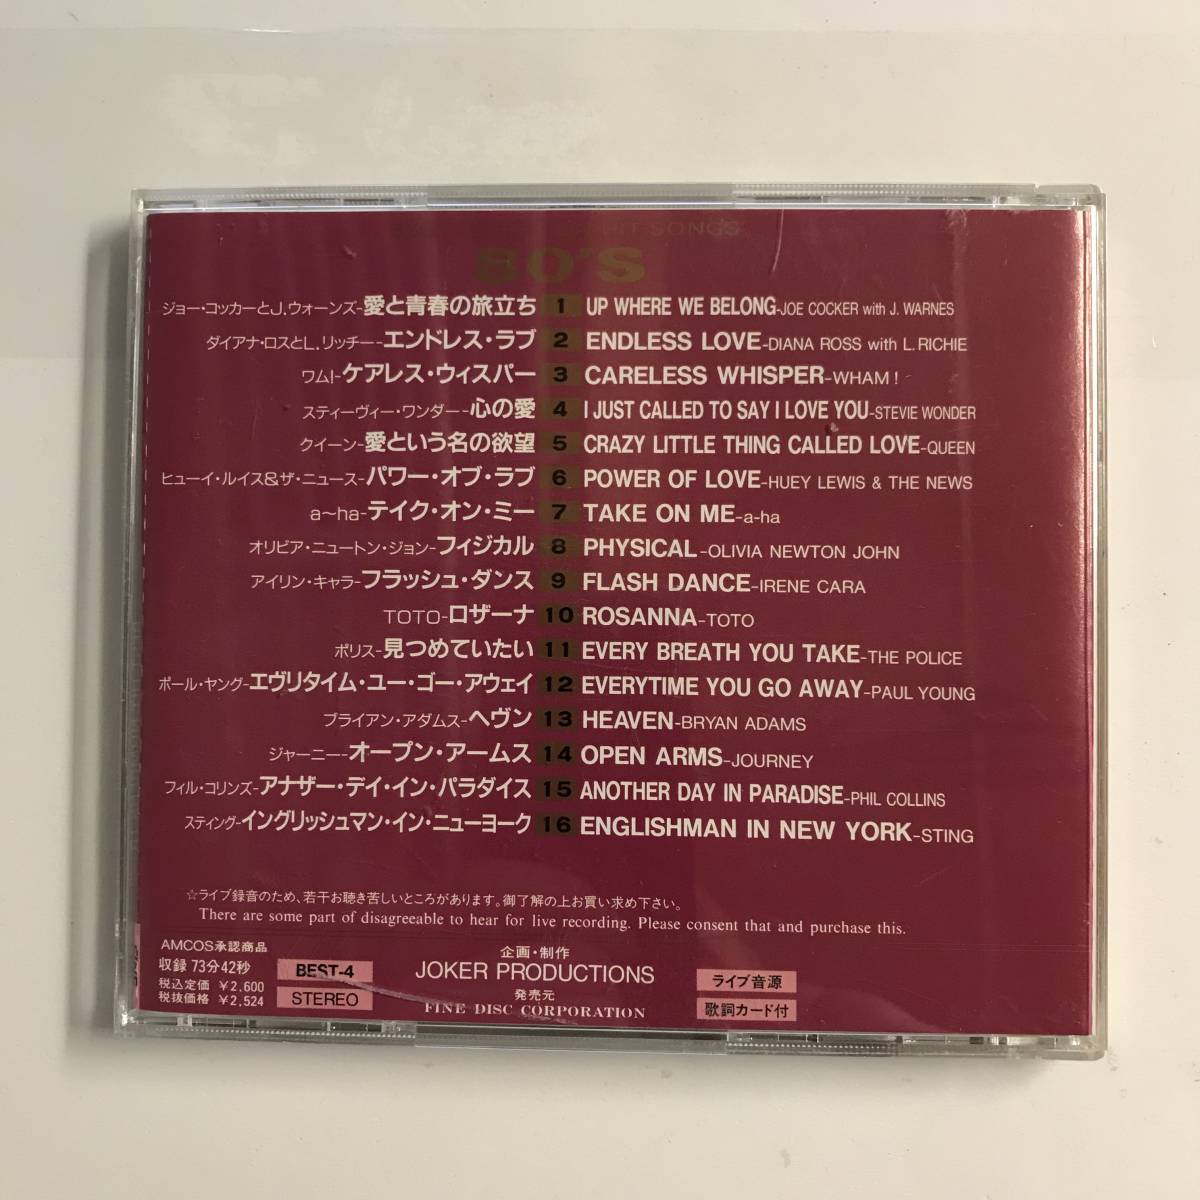 HIT SONGS
80'S
ジョー・コッカーとJ.ウォーンズ-愛と青春の旅立ち 1 UP WHERE WE BELONG-JOE COCKER with J. WARNES
ダイアナ・ロスとL.リッチー-エンドレス・ラブ 2 ENDLESS LOVE-DIANA ROSS with L. RICHIE
ワム!-ケアレス・ウィスパー 3 CARELESS WHISPER-WHAM!
スティーヴィー・ワンダー-心の愛 4 I JUST CALLED TO SAY I LOVE YOU-STEVIE WONDER
クイーン-愛という名の欲望 5 CRAZY LITTLE THING CALLED LOVE-QUEEN
ヒューイ・ルイス&ザ・ニュース-パワー・オブ・ラブ 6 POWER OF LOVE-HUEY LEWIS & THE NEWS
a〜ha-テイク・オン・ミー 7 TAKE ON ME-a-ha
オリビア・ニュートン・ジョン-フィジカル 8 PHYSICAL-OLIVIA NEWTON JOHN
アイリン・キャラ-フラッシュ・ダンス 9 FLASH DANCE-IRENE CARA
TOTO-ロザーナ 10 ROSANNA-TOTO
ポリス-見つめていたい 11 EVERY BREATH YOU TAKE-THE POLICE
ポール・ヤング-エヴリタイム・ユー・ゴー・アウェイ 12 EVERYTIME YOU GO AWAY-PAUL YOUNG
ブライアン・アダムス-ヘヴン 13 HEAVEN-BRYAN ADAMS
ジャーニー-オープン・アームス 14 OPEN ARMS-JOURNEY
フィル・コリンズ-アナザー・デイ・イン・パラダイス 15 ANOTHER DAY IN PARADISE-PHIL COLLINS
スティング-イングリッシュマン・イン・ニューヨーク 16 ENGLISHMAN IN NEW YORK-STING
☆ライブ録音のため、若干お聴き苦しいところがあります。御了解の上お買い求め下さい。
There are some part of disagreeable to hear for live recording. Please consent that and purchase this.
AMCOS承認商品
収録 73分42秒
税込定価 ¥2,600
税抜価格 ¥2,524
BEST-4
STEREO
企画・制作
JOKER PRODUCTIONS
発売元
FINE DISC CORPORATION
ライブ音源
歌詞カード付